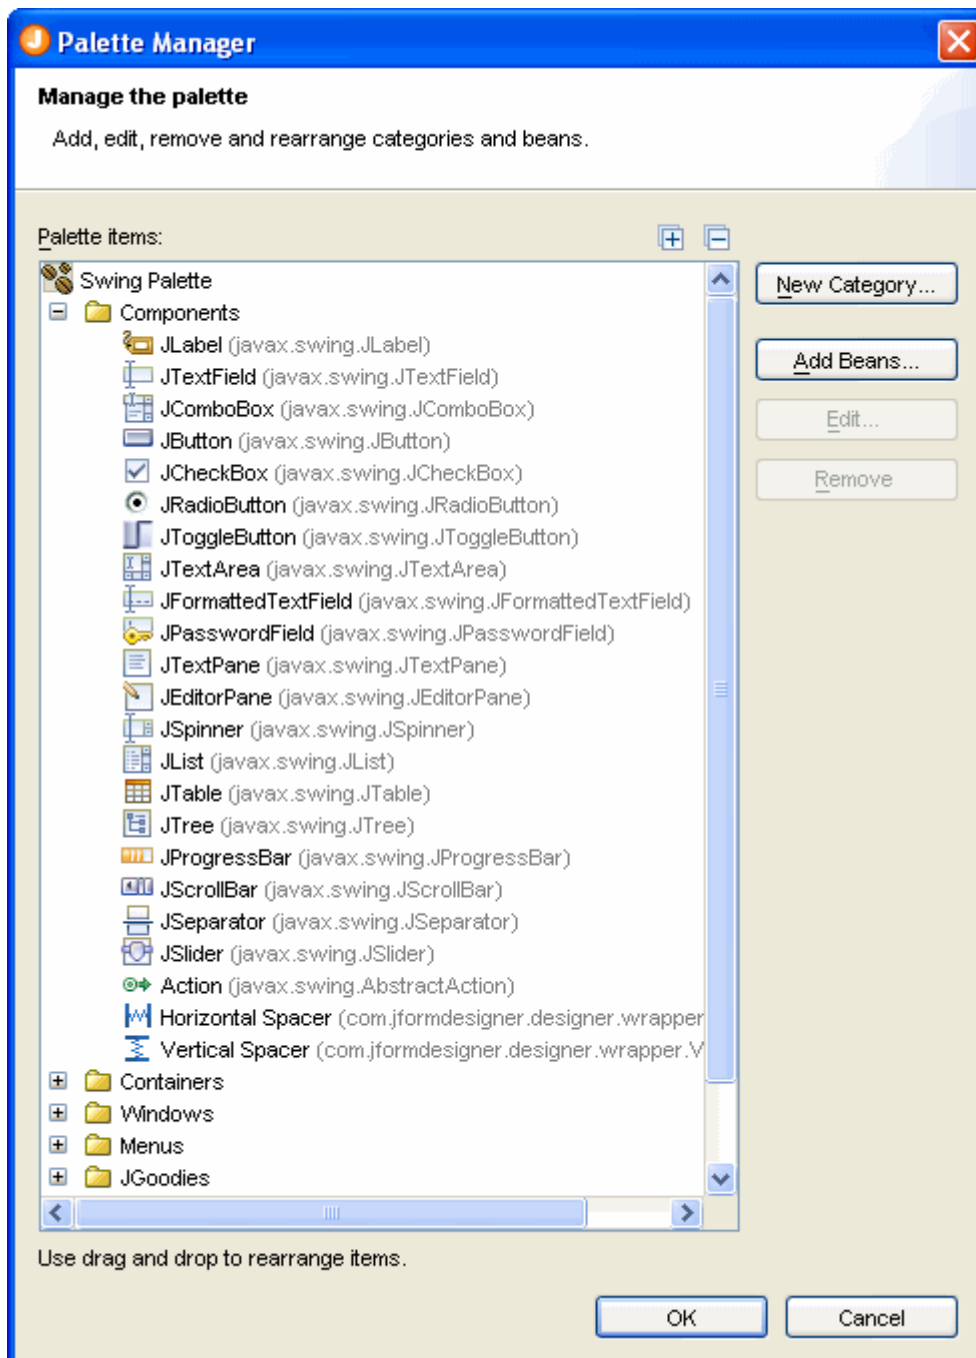 Palette Manager
Manage the palette
Add, edit, remove and rearrange categories and beans.
Palette items:
Swing Palette
New Category...
Components
JLabel (javax.swing.JLabel)
Add Beans...
JTextField (javax.swing.JTextField)
JComboBox (javax.swing.JComboBox)
Edit...
JButton (javax.swing.JButton)
JCheckBox (javax.swing.JCheckBox)
Remove
JRadioButton (javax.swing.JRadioButton)
JToggleButton (javax.swing.JToggleButton)
JTextArea (javax.swing.JTextArea)
JFormattedTextField (javax.swing.JFormattedTextField)
JPasswordField (javax.swing.JPasswordField)
JTextPane (javax.swing.JTextPane)
JEditorPane (javax.swing.JEditorPane)
JSpinner (javax.swing.JSpinner)
JList (javax.swing.JList)
JTable (javax.swing.JTable)
JTree (javax.swing.JTree)
JProgressBar (javax.swing.JProgressBar)
JScrollBar (javax.swing.JScrollBar)
JSeparator (javax.swing.JSeparator)
JSlider (javax.swing.JSlider)
Action (javax.swing.AbstractAction)
Horizontal Spacer (com.jformdesigner.designer.wrapper
Vertical Spacer (com.jformdesigner.designer.wrapper.V
Containers
Windows
Menus
JGoodies
Use drag and drop to rearrange items.
OK
Cancel